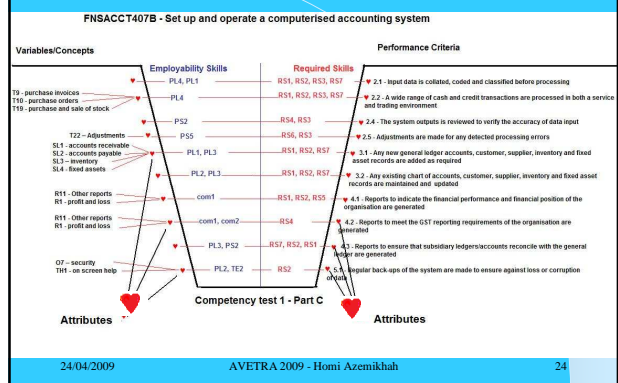 FNSACCT407B - Set up and operate a computerised accounting system
Variables/Concepts
Performance Criteria
Employability Skills
Required Skills
PL4, PL1
RS1, RS2, RS3, RS7
2.1 - Input data is collated, coded and classified before processing
T9 - purchase invoices
T10 - purchase orders
T19 - purchase and sale of stock
PL4
RS1, RS2, RS3, RS7
2.2 - A wide range of cash and credit transactions are processed in both a service
and trading environment
PS2
RS4, RS3
2.4 - The system outputs is reviewed to verify the accuracy of data input
T22 – Adjustments
PS5
RS6, RS3
2.5 - Adjustments are made for any detected processing errors
SL1 - accounts receivable
SL2 - accounts payable
SL3 – inventory
SL4 - fixed assets
PL1, PL3
RS1, RS2, RS7
3.1 – Any new general ledger accounts, customer, supplier, inventory and fixed
asset records are added as required
PL2, PL3
RS1, RS2, RS7
3.2 - Any existing chart of accounts, customer, supplier, inventory and fixed asset
records are maintained and updated
R11 - Other reports
R1 - profit and loss
com1
RS1, RS2, RS5
4.1 - Reports to indicate the financial performance and financial position of the
organisation are generated
R11 - Other reports
R1 - profit and loss
com1, com2
RS4
4.2 - Reports to meet the GST reporting requirements of the organisation are
generated
PL3, PS2
RS7, RS2, RS1
4.3 - Reports to ensure that subsidiary ledgers/accounts reconcile with the general
ledger are generated
O7 – security
TH1 - on screen help
PL2, TE2
RS2
5.1 - Regular back-ups of the system are made to ensure against loss or corruption
of data
Competency test 1 - Part C
Attributes
Attributes
24/04/2009
AVETRA 2009 - Homi Azemikhah
24